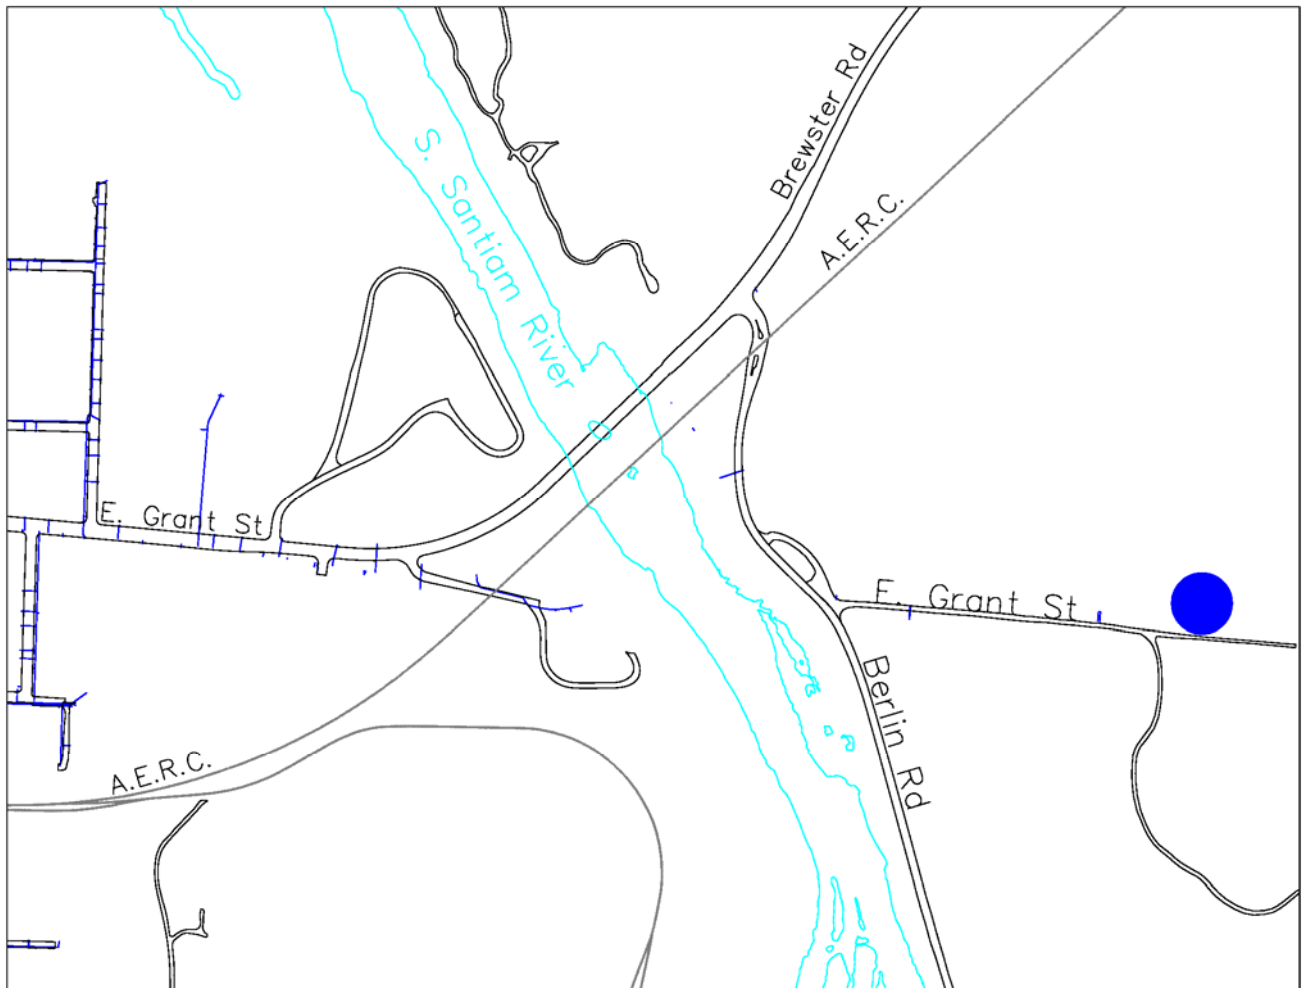 Brewster Rd
S. Santiam River
A.E.R.C.
E. Grant St
E. Grant St
Berlin Rd
A.E.R.C.